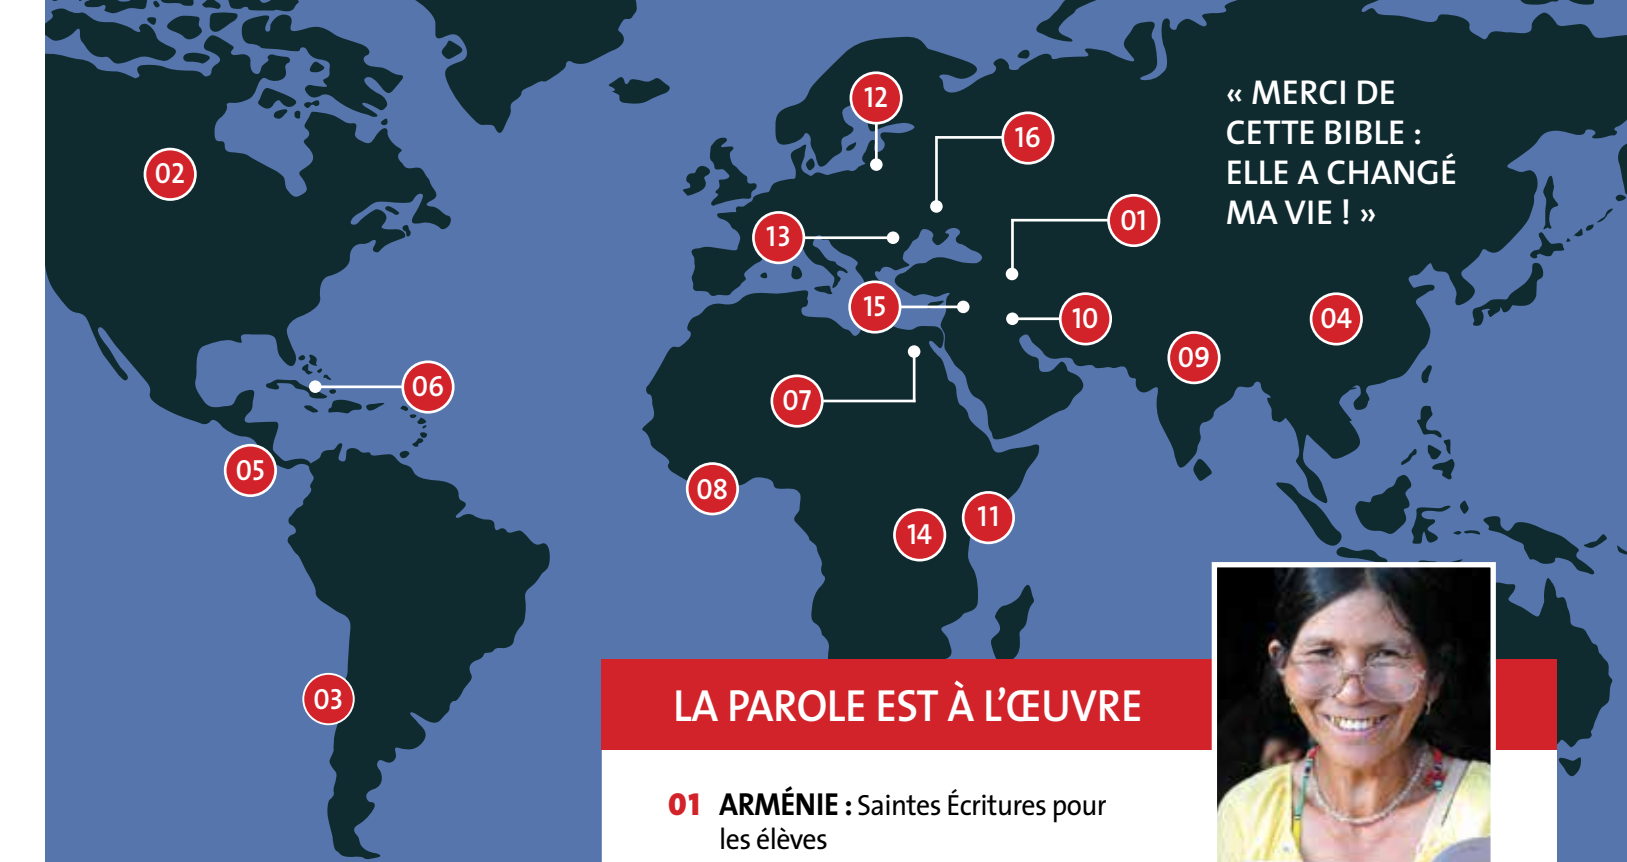 12
16
« MERCI DE
CETTE BIBLE :
ELLE A CHANGÉ
MA VIE ! »
02
01
13
15
10
04
09
06
07
05
08
11
14
03
LA PAROLE EST À L’ŒUVRE
01 ARMÉNIE : Saintes Écritures pour
les élèves